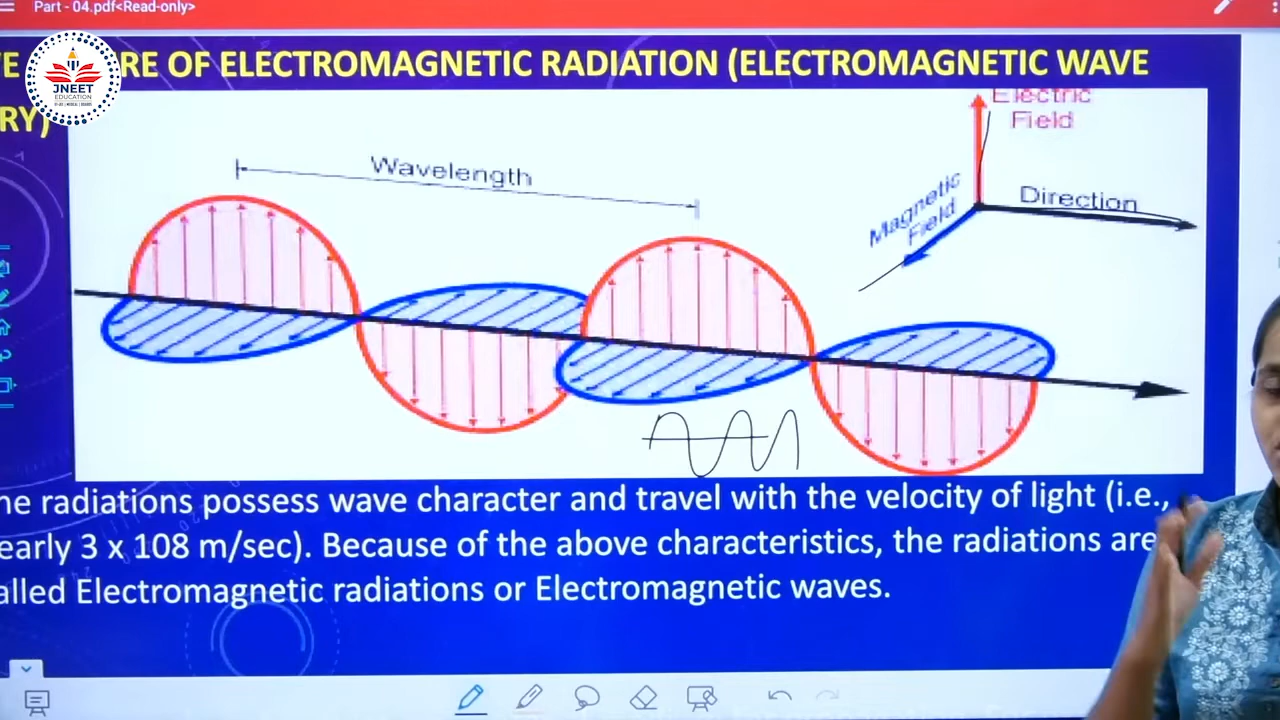 Part - 04.pdf<Read-only>
RE OF ELECTROMAGNETIC RADIATION (ELECTROMAGNETIC WAVE
RY)
JNEET
EDUCATION
Electric
Field
Wavelength
Magnetic
Field
Direction
he radiations possess wave character and travel with the velocity of light (i.e.,
early 3 x 108 m/sec). Because of the above characteristics, the radiations are
alled Electromagnetic radiations or Electromagnetic waves.